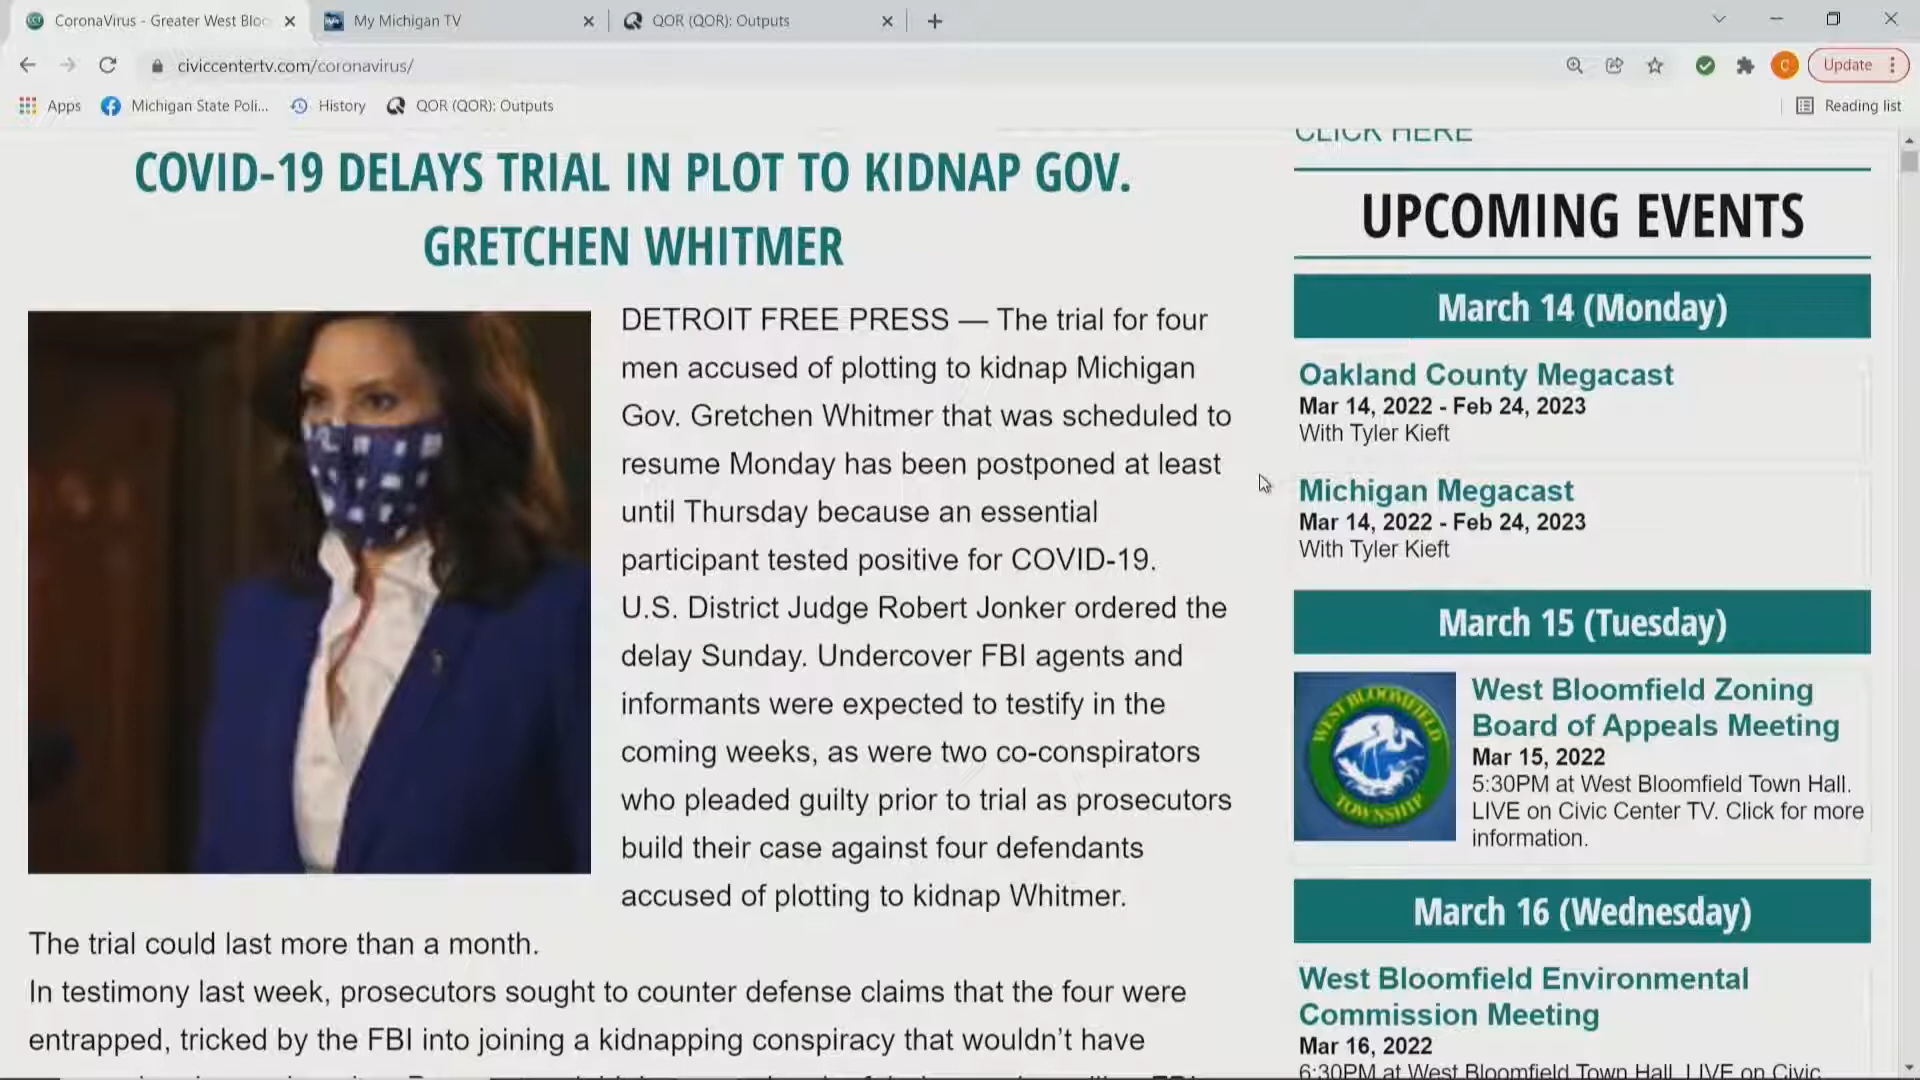 CoronaVirus - Greater West Bloo
My Michigan TV
QOR (QOR): Outputs
civiccentertv.com/coronavirus/
C
Update
Apps
Michigan State Poli...
History
QOR (QOR): Outputs
Reading list
COVID-19 DELAYS TRIAL IN PLOT TO KIDNAP GOV.
GRETCHEN WHITMER
DETROIT FREE PRESS — The trial for four
men accused of plotting to kidnap Michigan
Gov. Gretchen Whitmer that was scheduled to
resume Monday has been postponed at least
until Thursday because an essential
participant tested positive for COVID-19.
U.S. District Judge Robert Jonker ordered the
delay Sunday. Undercover FBI agents and
informants were expected to testify in the
coming weeks, as were two co-conspirators
who pleaded guilty prior to trial as prosecutors
build their case against four defendants
accused of plotting to kidnap Whitmer.
The trial could last more than a month.
In testimony last week, prosecutors sought to counter defense claims that the four were
entrapped, tricked by the FBI into joining a kidnapping conspiracy that wouldn't have
CLICK HERE
UPCOMING EVENTS
March 14 (Monday)
Oakland County Megacast
Mar 14, 2022 - Feb 24, 2023
With Tyler Kieft
Michigan Megacast
Mar 14, 2022 - Feb 24, 2023
With Tyler Kieft
March 15 (Tuesday)
WEST BLOOMFIELD
TOWNSHIP
West Bloomfield Zoning
Board of Appeals Meeting
Mar 15, 2022
5:30PM at West Bloomfield Town Hall.
LIVE on Civic Center TV. Click for more
information.
March 16 (Wednesday)
West Bloomfield Environmental
Commission Meeting
Mar 16, 2022
6:30PM at West Bloomfield Town Hall. LIVE on Civic